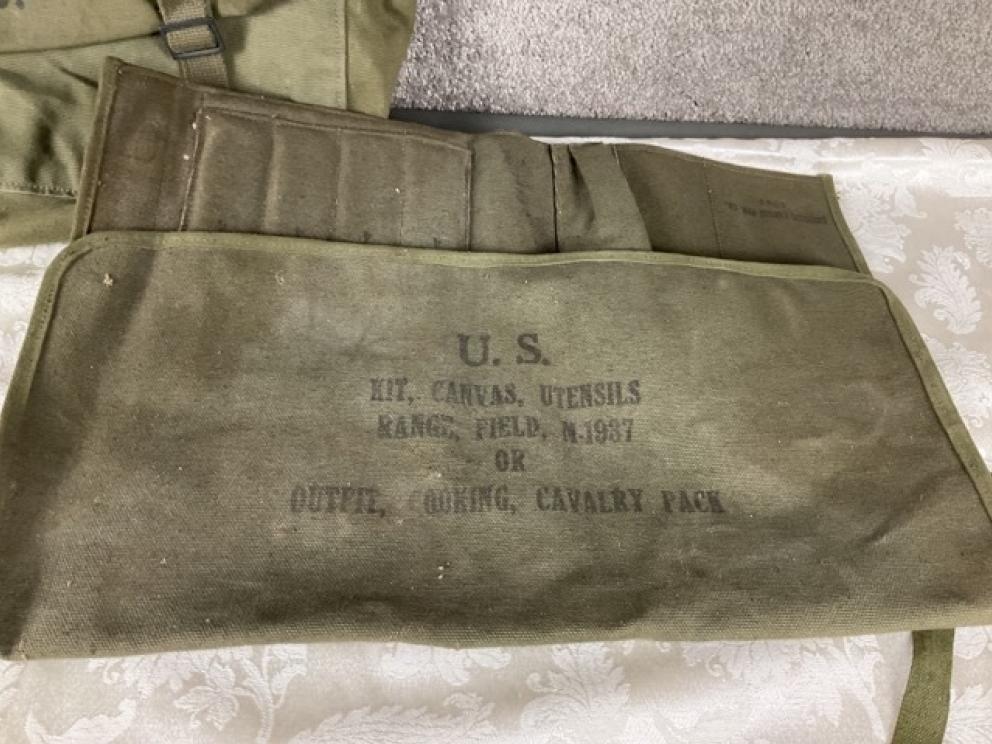 U. S.
KIT, CANVAS, UTENSILS
RANGE, FIELD, M-1937
OR
OUTFIT, COOKING, CAVALRY PACK